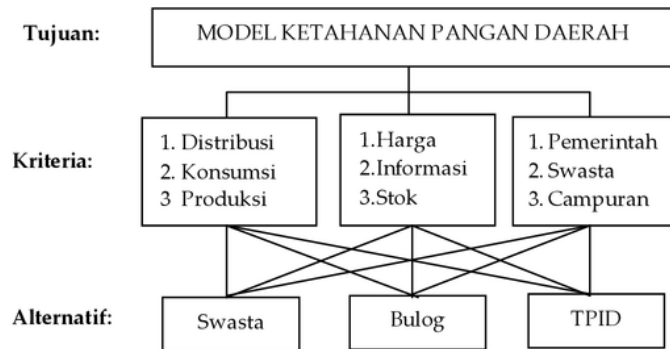 Tujuan: MODEL KETAHANAN PANGAN DAERAH
Kriteria:
1. Distribusi
2. Konsumsi
3 Produksi
1.Harga
2.Informasi
3.Stok
1. Pemerintah
2. Swasta
3. Campuran
Alternatif: Swasta Bulog TPID